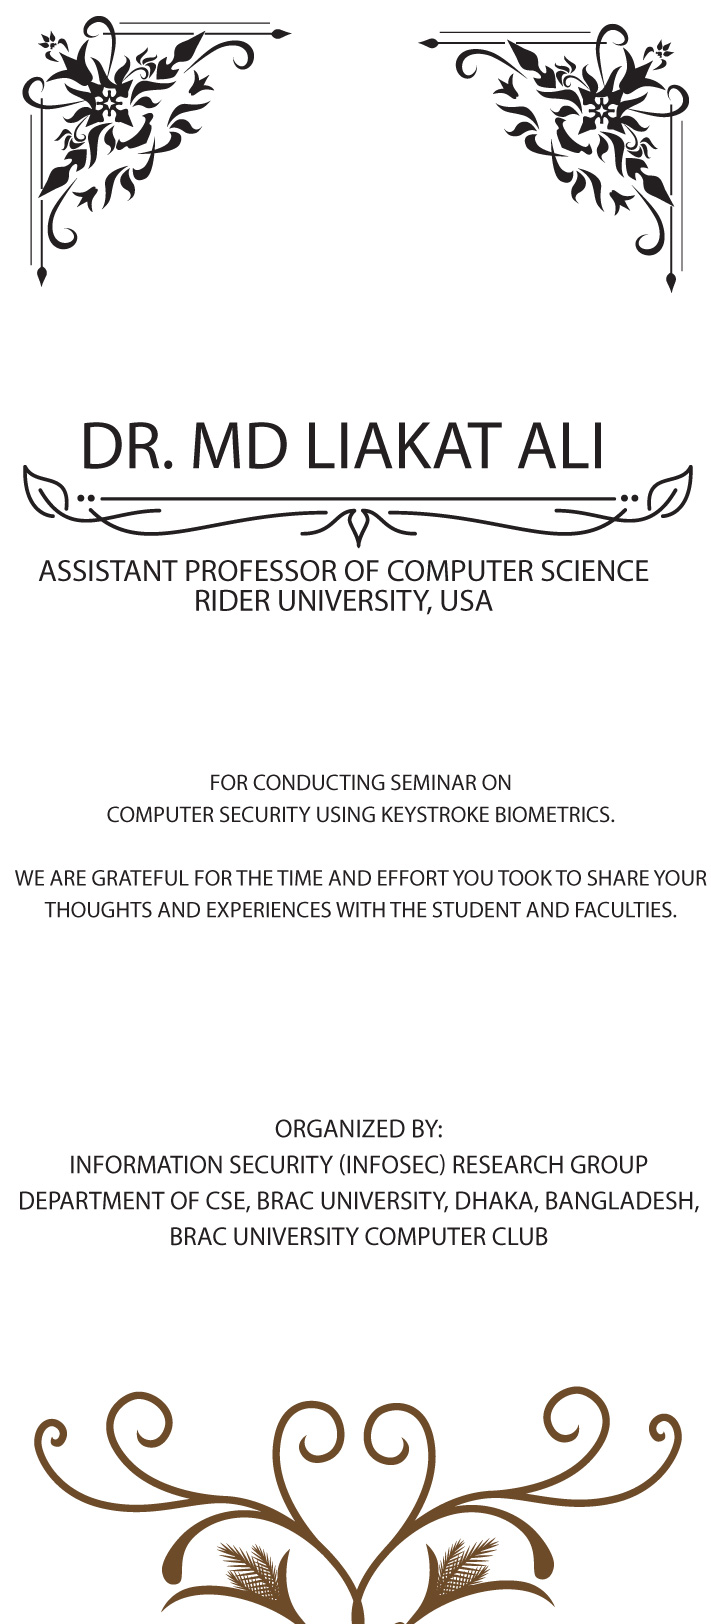 DR. MD LIAKAT ALI
ASSISTANT PROFESSOR OF COMPUTER SCIENCE
RIDER UNIVERSITY, USA
FOR CONDUCTING SEMINAR ON
COMPUTER SECURITY USING KEYSTROKE BIOMETRICS.
WE ARE GRATEFUL FOR THE TIME AND EFFORT YOU TOOK TO SHARE YOUR
THOUGHTS AND EXPERIENCES WITH THE STUDENT AND FACULTIES.
ORGANIZED BY:
INFORMATION SECURITY (INFOSEC) RESEARCH GROUP
DEPARTMENT OF CSE, BRAC UNIVERSITY, DHAKA, BANGLADESH,
BRAC UNIVERSITY COMPUTER CLUB